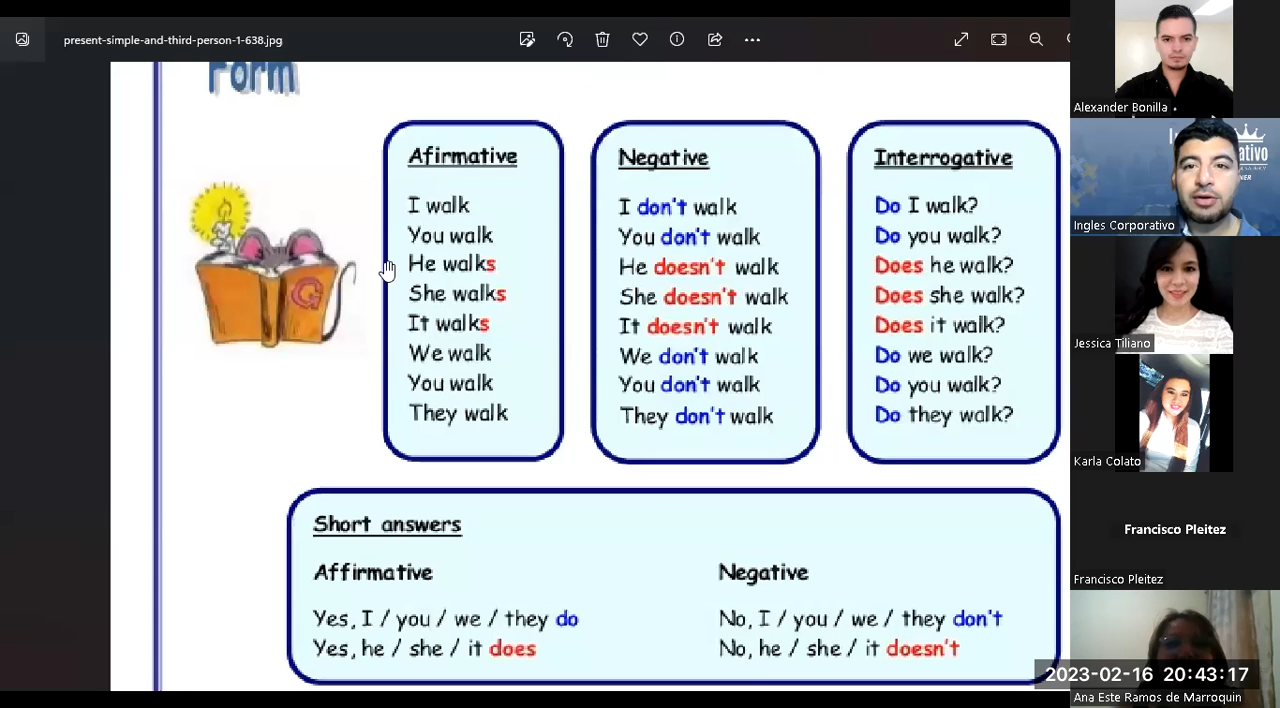 present-simple-and-third-person-1-638.jpg
Form
Afirmative
I walk
You walk
He walks
She walks
It walks
We walk
You walk
They walk
Negative
I don't walk
You don't walk
He doesn't walk
She doesn't walk
It doesn't walk
We don't walk
You don't walk
They don't walk
Interrogative
Do I walk?
Do you walk?
Does he walk?
Does she walk?
Does it walk?
Do we walk?
Do you walk?
Do they walk?
G
Short answers
Affirmative
Yes, I / you / we / they do
Yes, he / she / it does
Negative
No, I / you / we / they don't
No, he / she / it doesn't
Alexander Bonilla
Ingles Corporativo
Jessica Tiliano
Karla Colato
Francisco Pleitez
Francisco Pleitez
2023-02-16 20:43:17
Ana Este Ramos de Marroquin